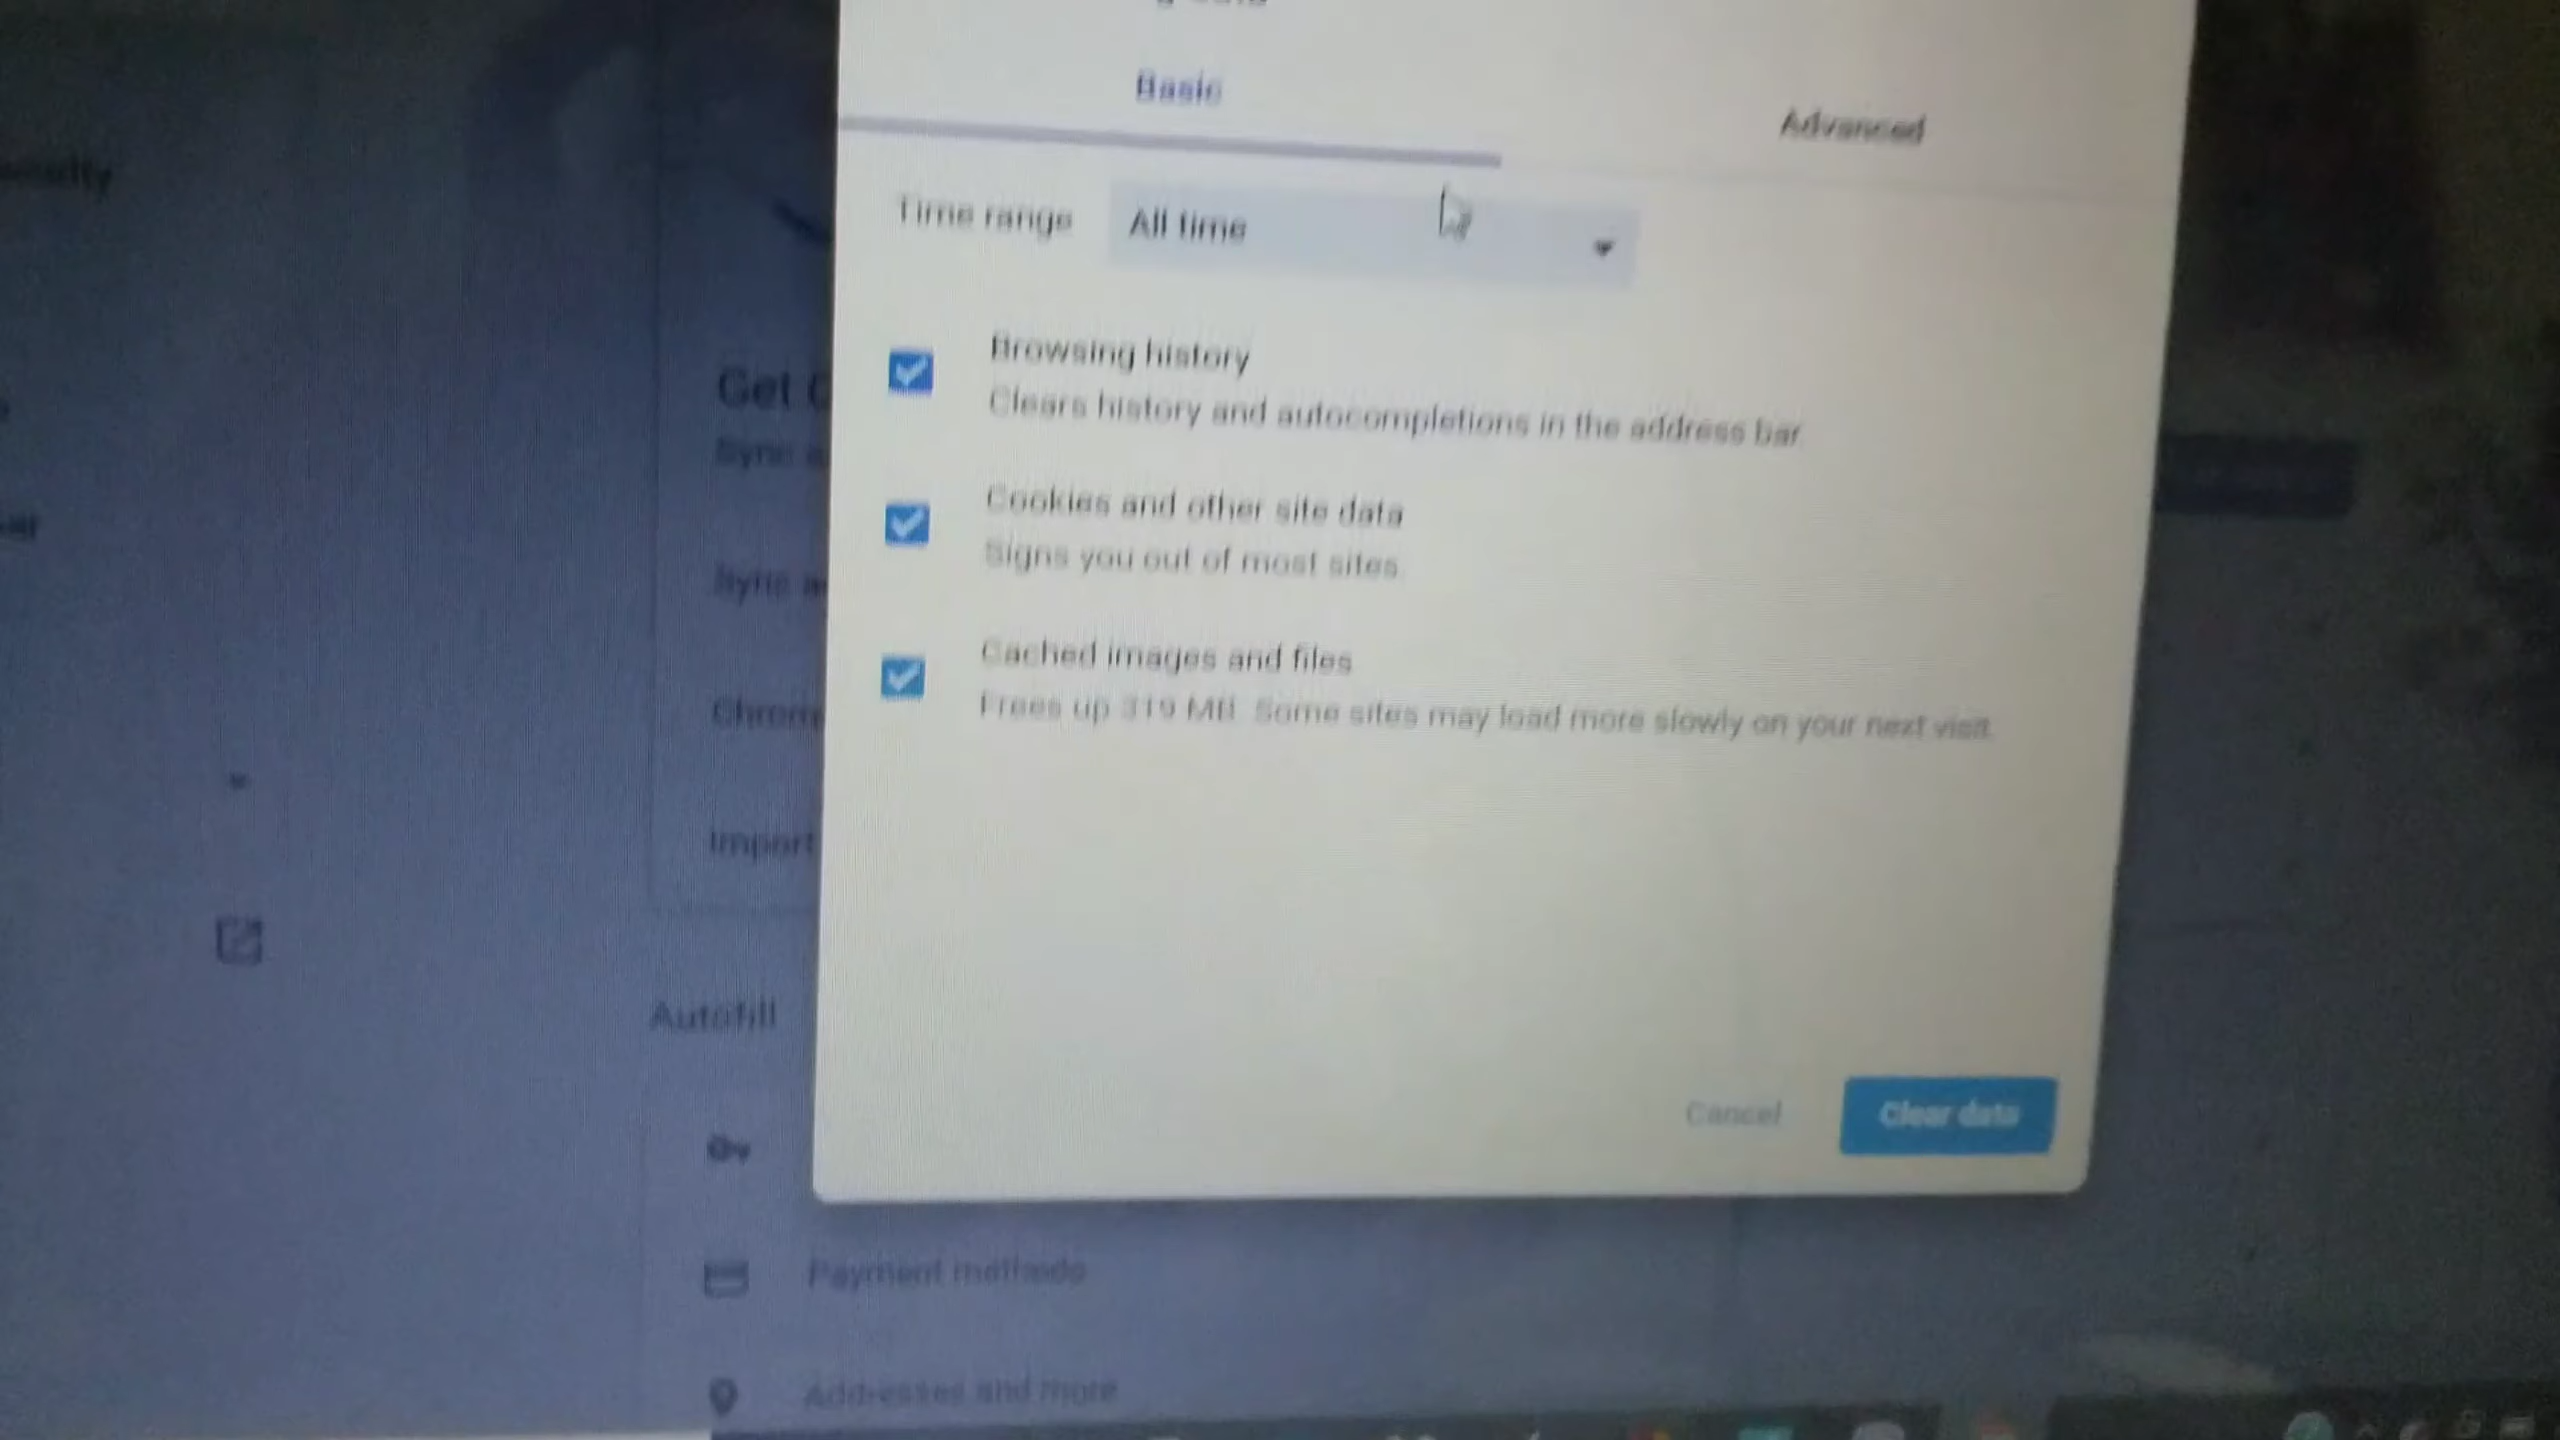 Basic
Advanced
Time range
All time
Browsing history
Clears history and autocompletions in the address bar
Cookies and other site data
Signs you out of most sites.
Cached images and files
Frees up 319 MB. Some sites may load more slowly on your next visit.
Cancel
Clear data
Get
Sync
Sync
Chrom
Import
Autofill
Payment methods
Addresses and more